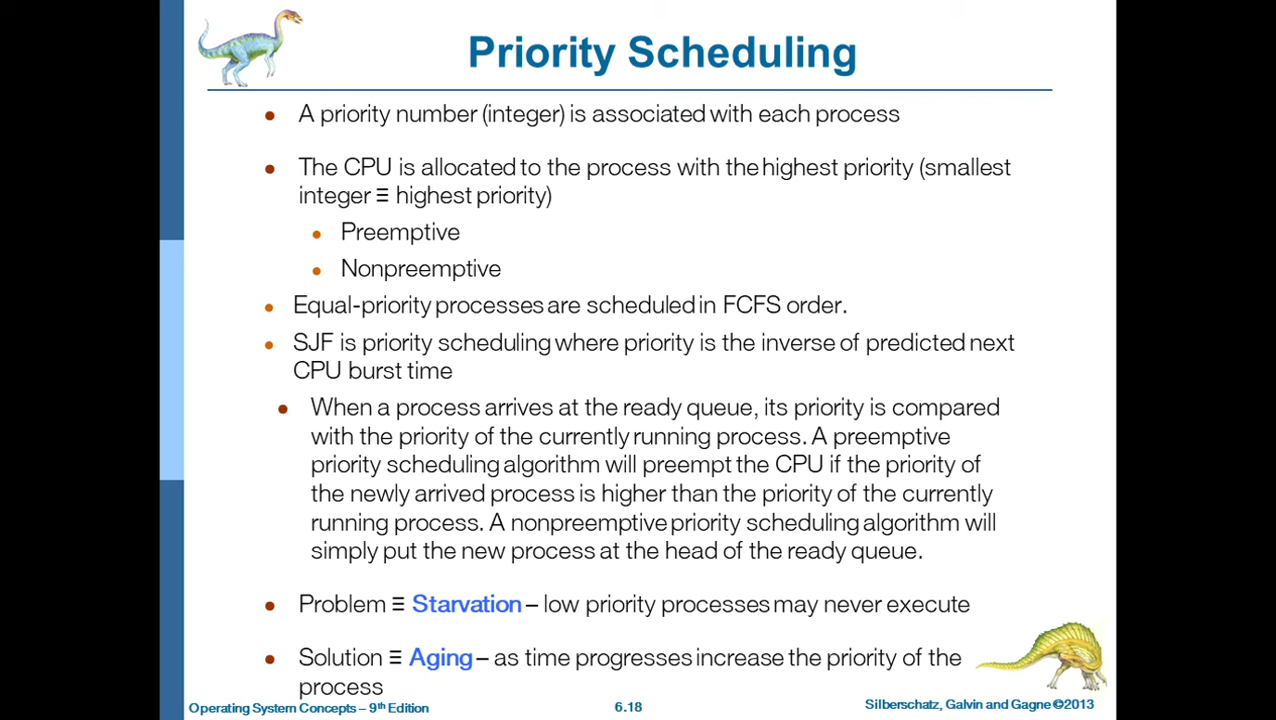 Priority Scheduling
A priority number (integer) is associated with each process
The CPU is allocated to the process with the highest priority (smallest
integer ≡ highest priority)
Preemptive
Nonpreemptive
Equal-priority processes are scheduled in FCFS order.
SJF is priority scheduling where priority is the inverse of predicted next
CPU burst time
When a process arrives at the ready queue, its priority is compared
with the priority of the currently running process. A preemptive
priority scheduling algorithm will preempt the CPU if the priority of
the newly arrived process is higher than the priority of the currently
running process. A nonpreemptive priority scheduling algorithm will
simply put the new process at the head of the ready queue.
Problem ≡ Starvation – low priority processes may never execute
Solution ≡ Aging – as time progresses increase the priority of the
process
Operating System Concepts – 9th Edition
6.18
Silberschatz, Galvin and Gagne ©2013